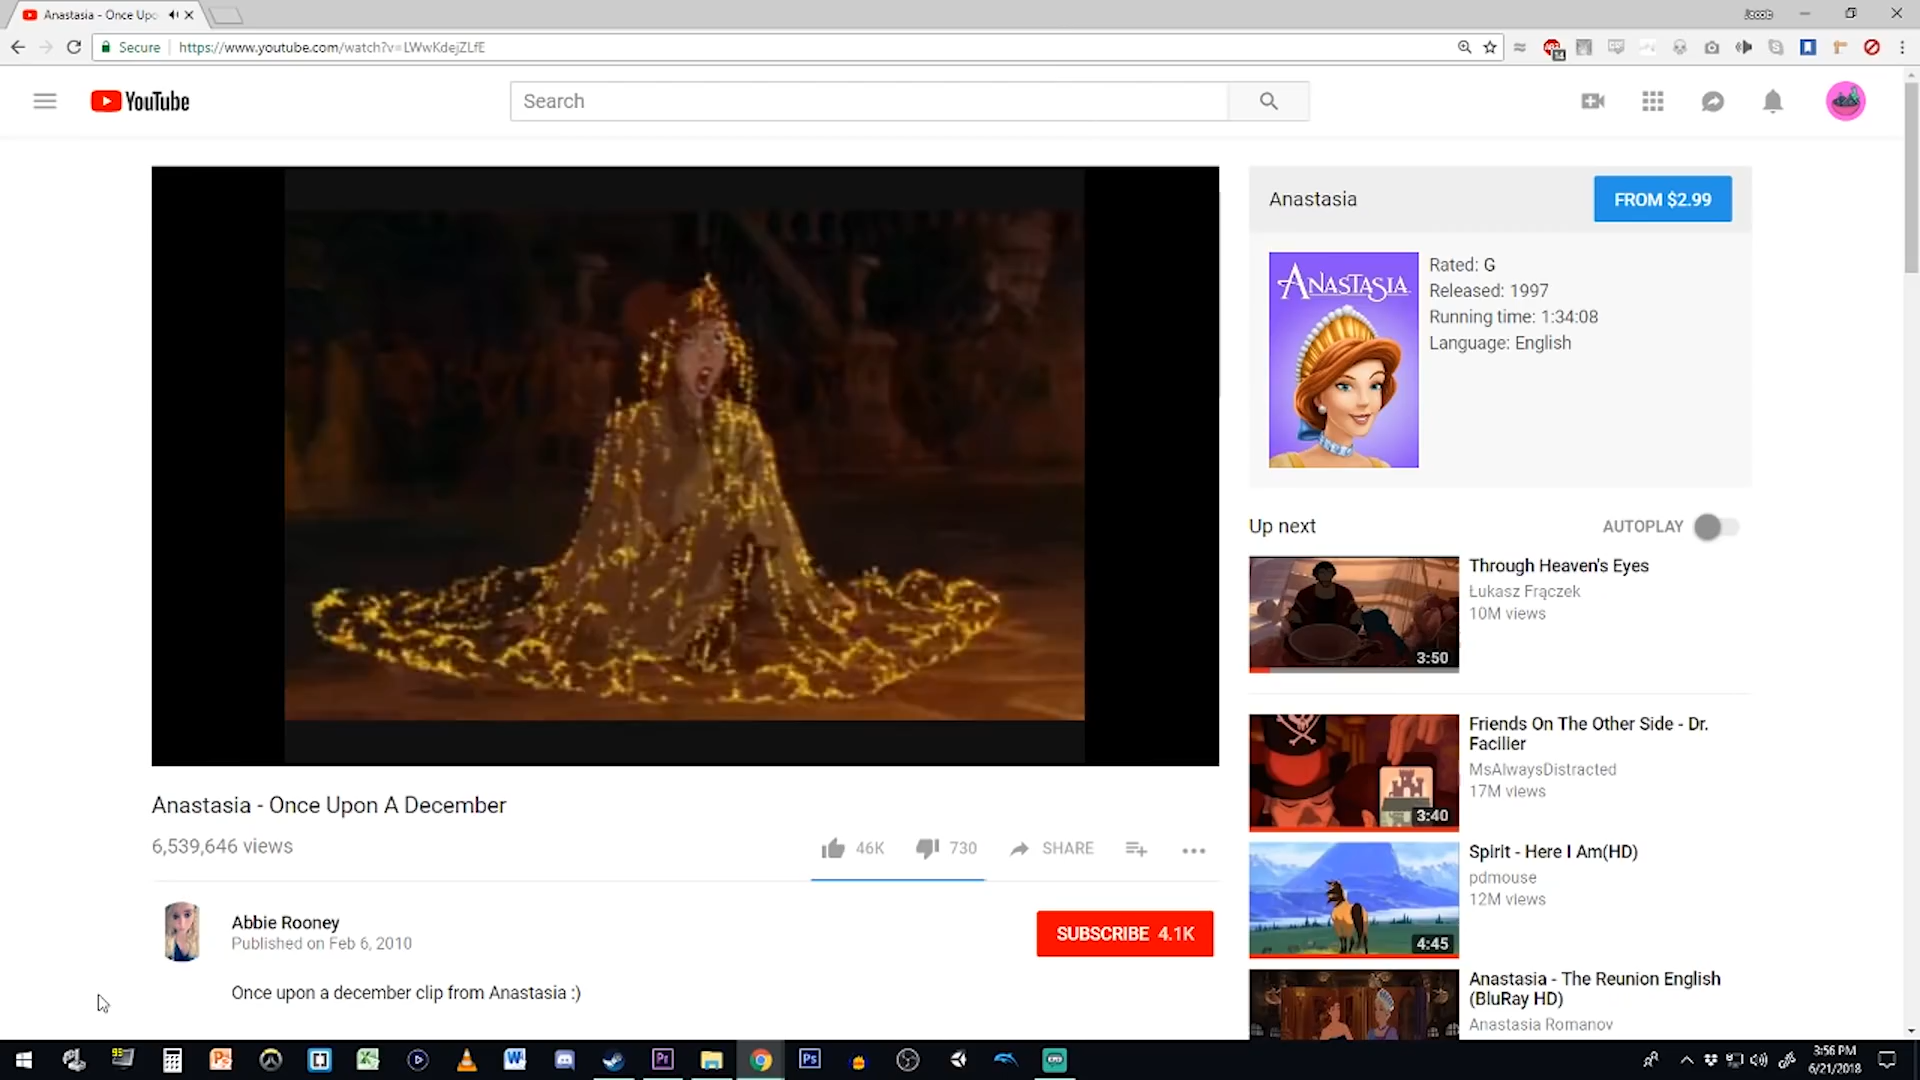 Anastasia - Once Upo
Jacob
Secure
https://www.youtube.com/watch?v=LWwKdejZLfE
YouTube
Search
Anastasia
FROM $2.99
ANASTASIA
Rated: G
Released: 1997
Running time: 1:34:08
Language: English
Up next
AUTOPLAY
Through Heaven's Eyes
Łukasz Frączek
10M views
3:50
Friends On The Other Side - Dr.
Facilier
MsAlwaysDistracted
17M views
3:40
Spirit - Here I Am(HD)
pdmouse
12M views
4:45
Anastasia - The Reunion English
(BluRay HD)
Anastasia Romanov
Anastasia - Once Upon A December
6,539,646 views
46K
730
SHARE
Abbie Rooney
Published on Feb 6, 2010
SUBSCRIBE 4.1K
Once upon a december clip from Anastasia :)
3:56 PM
6/21/2018